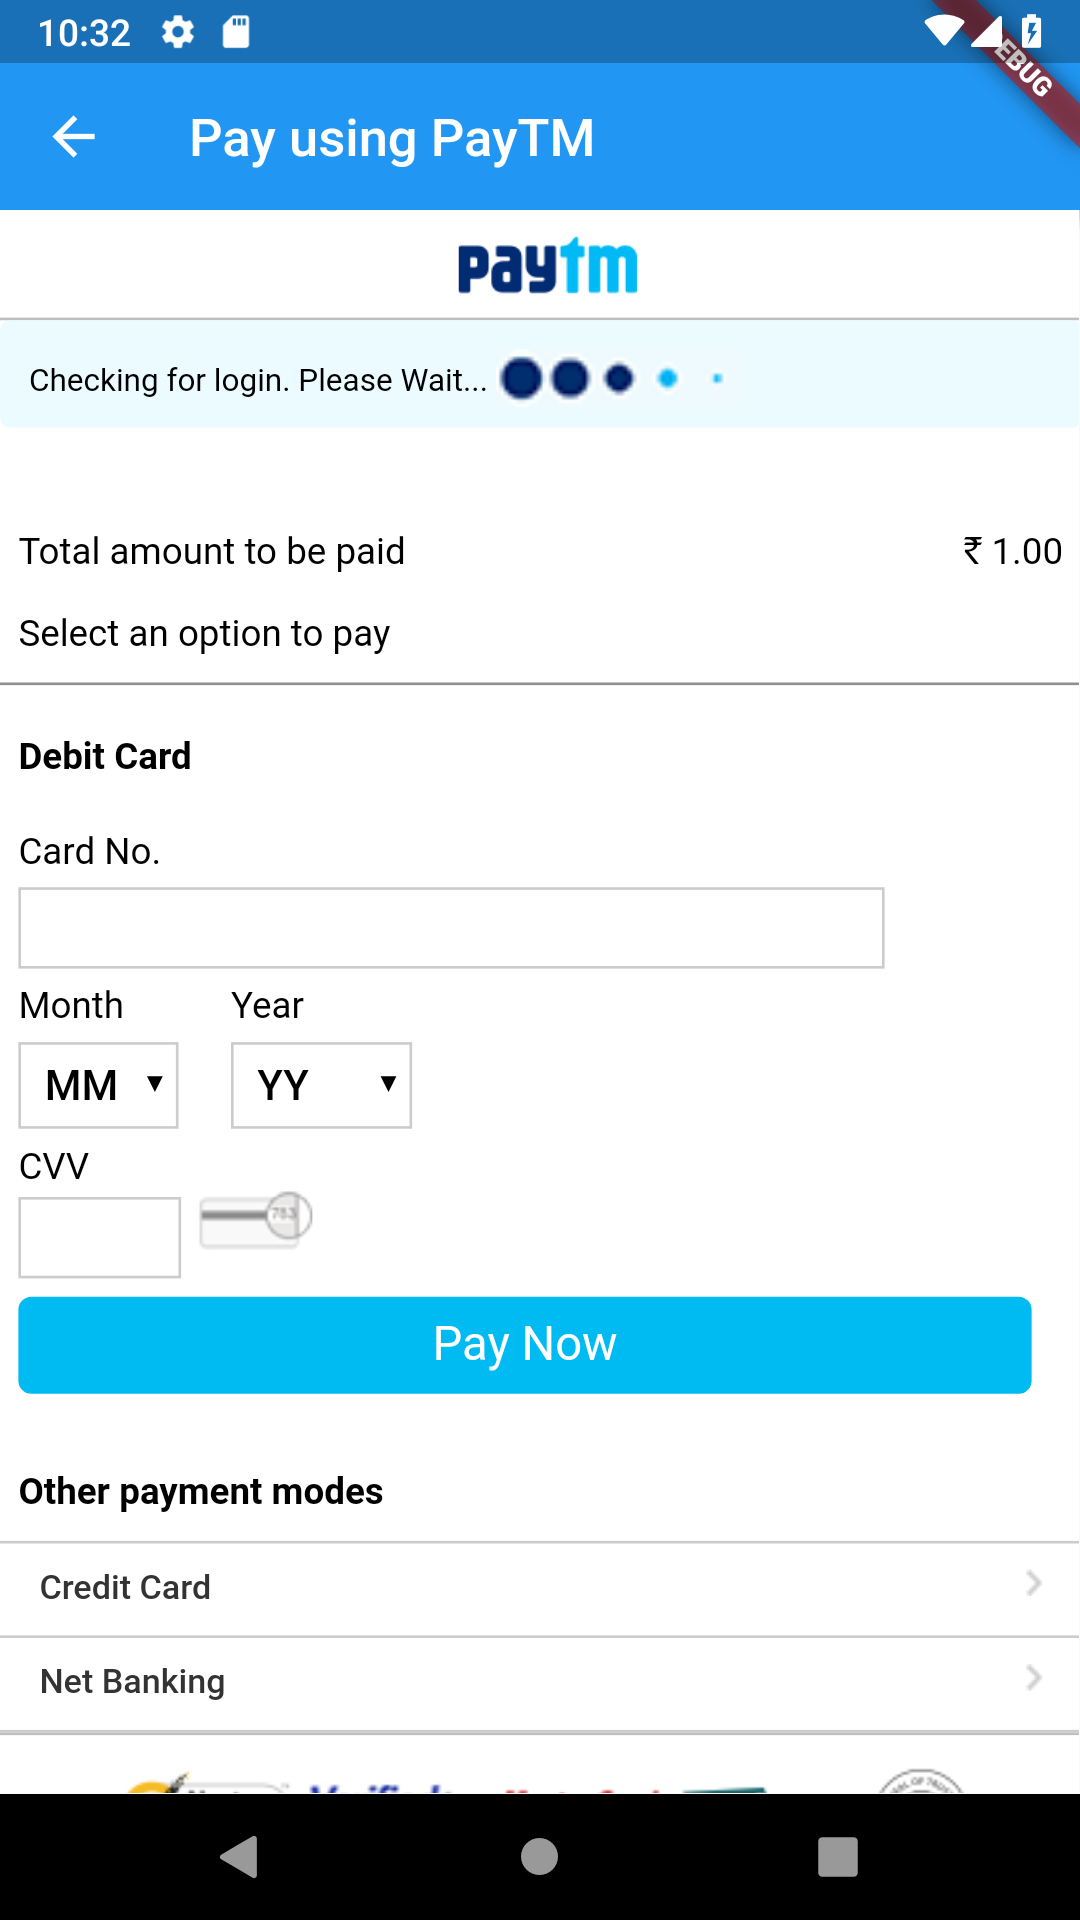 10:32
EBUG
Pay using PayTM
paytm
Checking for login. Please Wait...
Total amount to be paid ₹ 1.00
Select an option to pay
Debit Card
Card No.
Month Year
MM YY
CVV
783
Pay Now
Other payment modes
Credit Card
Net Banking